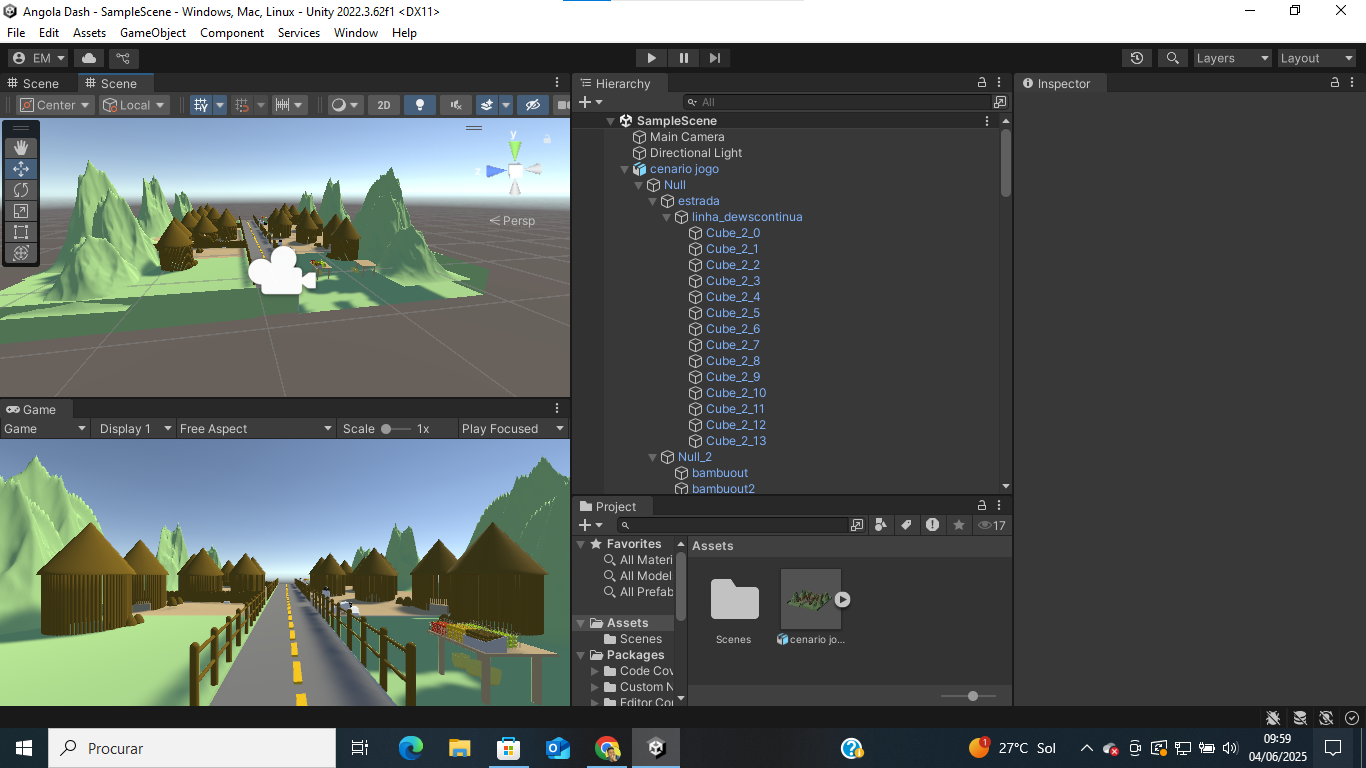 Angola Dash - SampleScene - Windows, Mac, Linux - Unity 2022.3.62f1 <DX11>
File Edit Assets GameObject Component Services Window Help
EM Layers Layout
Scene Scene
Center Local 2D
y
z
Persp
Game
Game Display 1 Free Aspect Scale 1x Play Focused
Hierarchy
All
SampleScene
Main Camera
Directional Light
cenario jogo
Null
estrada
linha_dewscontinua
Cube_2_0
Cube_2_1
Cube_2_2
Cube_2_3
Cube_2_4
Cube_2_5
Cube_2_6
Cube_2_7
Cube_2_8
Cube_2_9
Cube_2_10
Cube_2_11
Cube_2_12
Cube_2_13
Null_2
bambuout
bambuout2
Project
17
Favorites
All Materi
All Model
All Prefab
Assets
Scenes
Packages
Code Cov
Custom N
Editor Cor
Assets
Scenes
cenario jo...
Inspector
Procurar
1
27°C Sol
09:59
04/06/2025